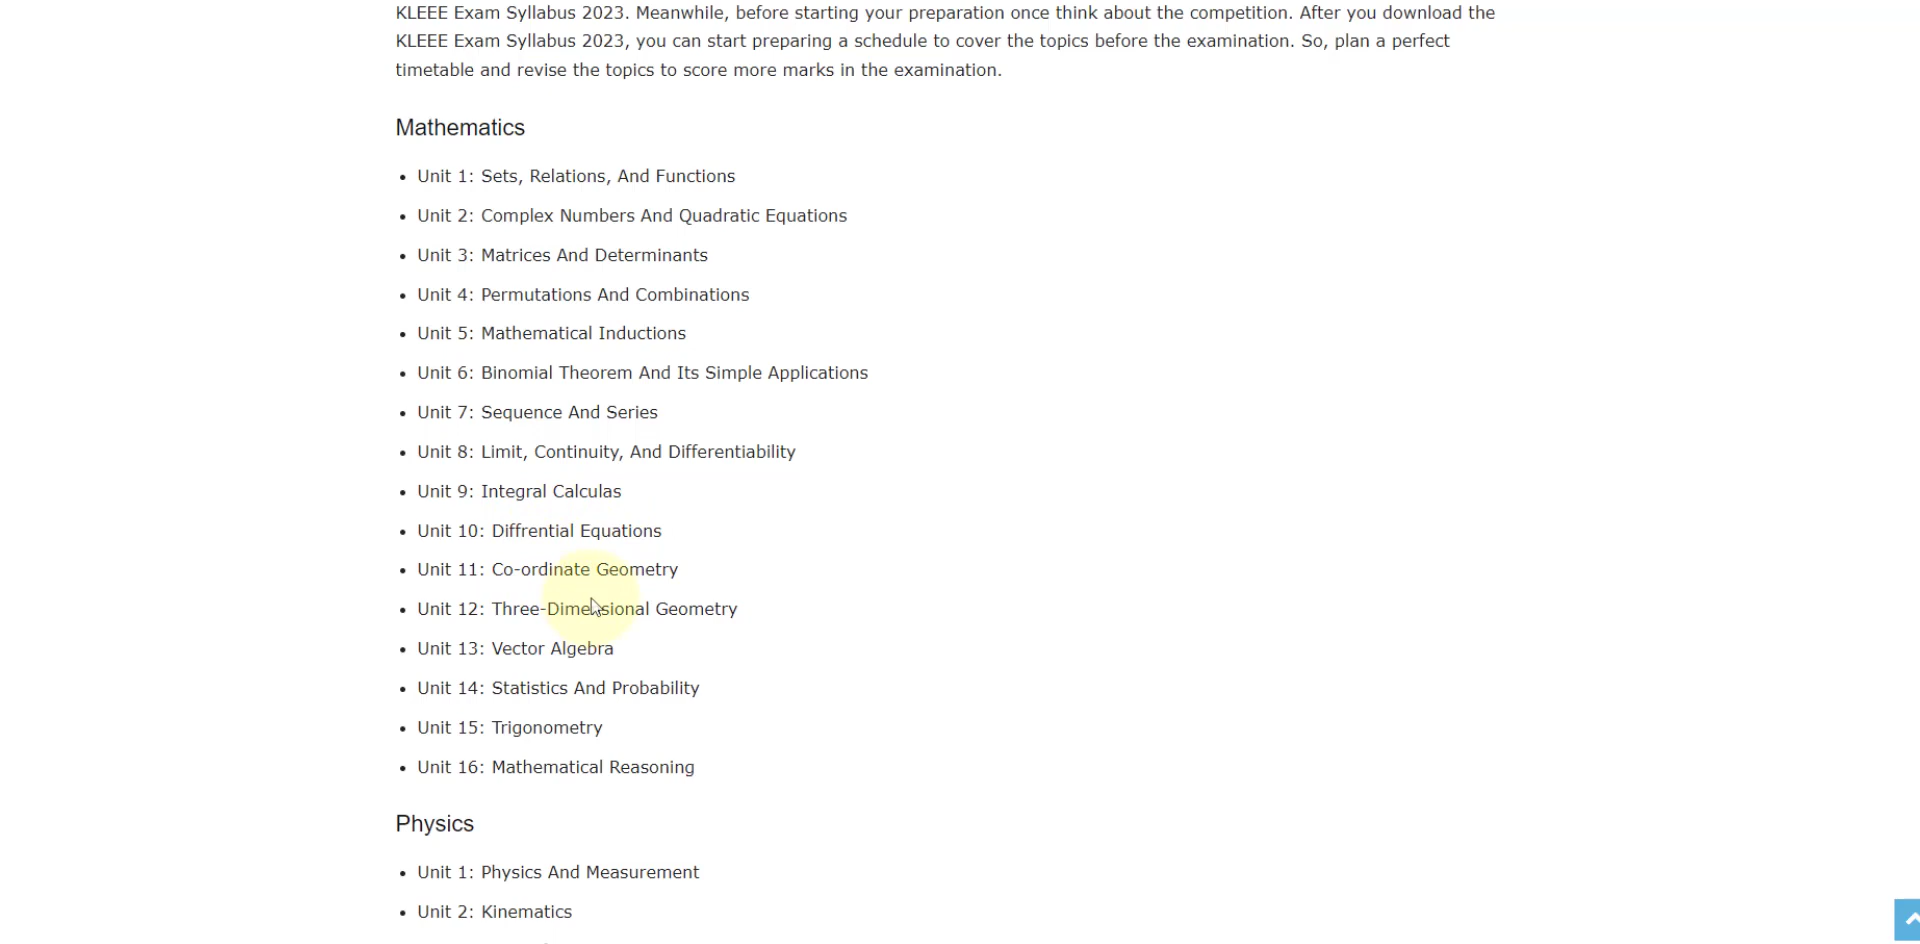 KLEEE Exam Syllabus 2023. Meanwhile, before starting your preparation once think about the competition. After you download the
KLEEE Exam Syllabus 2023, you can start preparing a schedule to cover the topics before the examination. So, plan a perfect
timetable and revise the topics to score more marks in the examination.
Mathematics
• Unit 1: Sets, Relations, And Functions
• Unit 2: Complex Numbers And Quadratic Equations
• Unit 3: Matrices And Determinants
• Unit 4: Permutations And Combinations
• Unit 5: Mathematical Inductions
• Unit 6: Binomial Theorem And Its Simple Applications
• Unit 7: Sequence And Series
• Unit 8: Limit, Continuity, And Differentiability
• Unit 9: Integral Calculas
• Unit 10: Diffrential Equations
• Unit 11: Co-ordinate Geometry
• Unit 12: Three-Dimensional Geometry
• Unit 13: Vector Algebra
• Unit 14: Statistics And Probability
• Unit 15: Trigonometry
• Unit 16: Mathematical Reasoning
Physics
• Unit 1: Physics And Measurement
• Unit 2: Kinematics